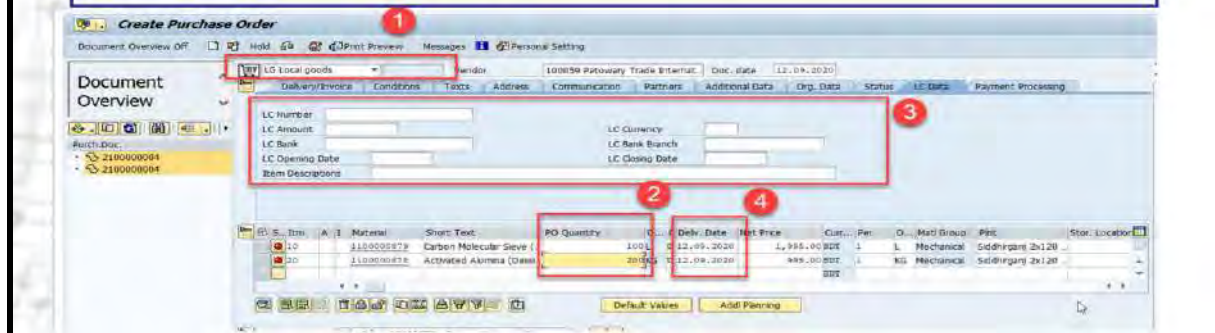 Create Purchase Order
1
Document Overview Off Hold Print Preview Messages Personal Setting
LG Local goods Vendor 100859 Patowary Trade Internat.. Doc. date 12.09.2020
Document Overview
Delivery/Invoice Conditions Texts Address Communication Partners Additional Data Org. Data Status LC Data Payment Processing
3
LC Number
LC Amount LC Currency
LC Bank LC Bank Branch
LC Opening Date LC Closing Date
Item Descriptions
Purch.Doc.
2100000004
2100000004
2 4
S.. Itm A I Material Short Text PO Quantity O... Deliv. Date Net Price Curr... Per O... Matl Group Plnt Stor. Location
10 1100000879 Carbon Molecular Sieve ( 100 L 12.09.2020 1,995.00 BDT 1 L Mechanical Siddhirganj 2x120
20 1100000878 Activated Alumina 200 KG 12.09.2020 995.00 BDT 1 KG Mechanical Siddhirganj 2x120
BDT
Default Values Addl Planning